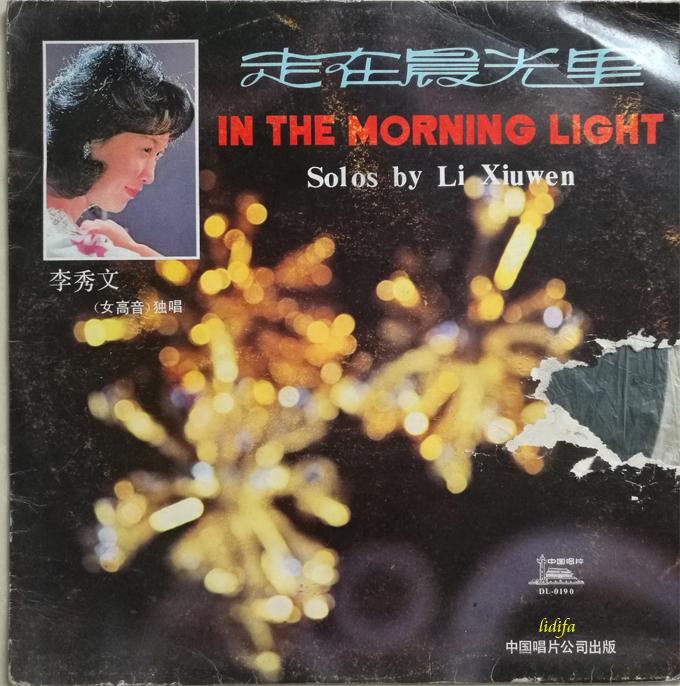 走在晨光里
IN THE MORNING LIGHT
Solos by Li Xiuwen
李秀文
（女高音）独唱
中国唱片
DL-0190
lidifa
中国唱片公司出版